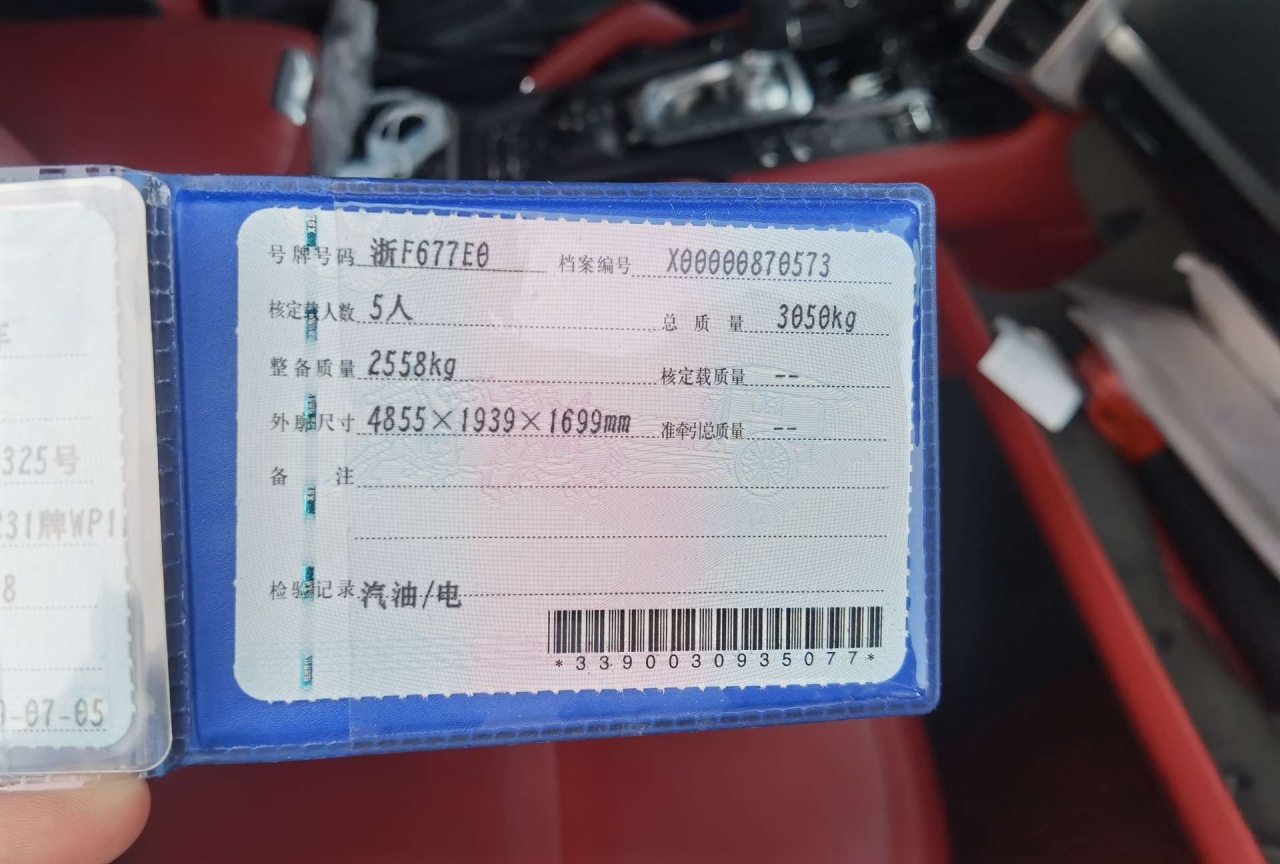 号牌号码 浙F677E0 档案编号 X00000870573
核定载人数 5人 总质量 3050kg
整备质量 2558kg 核定载质量 --
外廓尺寸 4855×1939×1699mm 准牵引总质量 --
备注
检验记录 汽油/电
*3390030935077*
车
325号
231牌WP1
8
-07-05